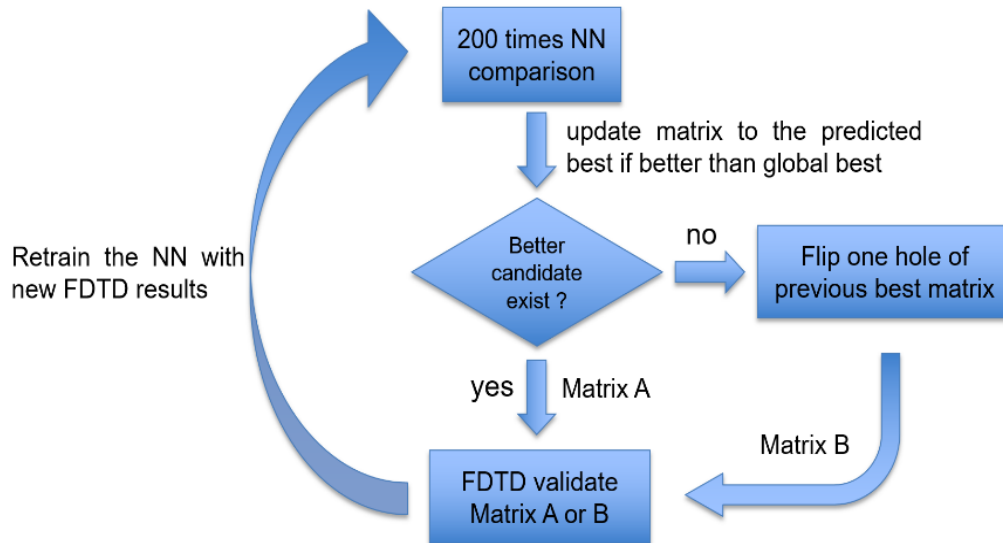 200 times NN
comparison
update matrix to the predicted
best if better than global best
Better
candidate
exist ?
no
Flip one hole of
previous best matrix
Retrain the NN with
new FDTD results
yes
Matrix A
Matrix B
FDTD validate
Matrix A or B